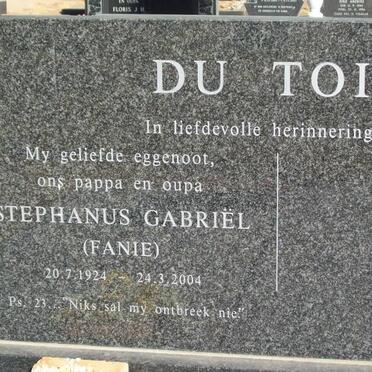 FLORIS J H
DU TOI
In liefdevolle herinnering
My geliefde eggenoot,
ons pappa en oupa
STEPHANUS GABRIËL
(FANIE)
20.7.1924 24.3.2004
Ps. 23... "Niks sal my ontbreek nie."